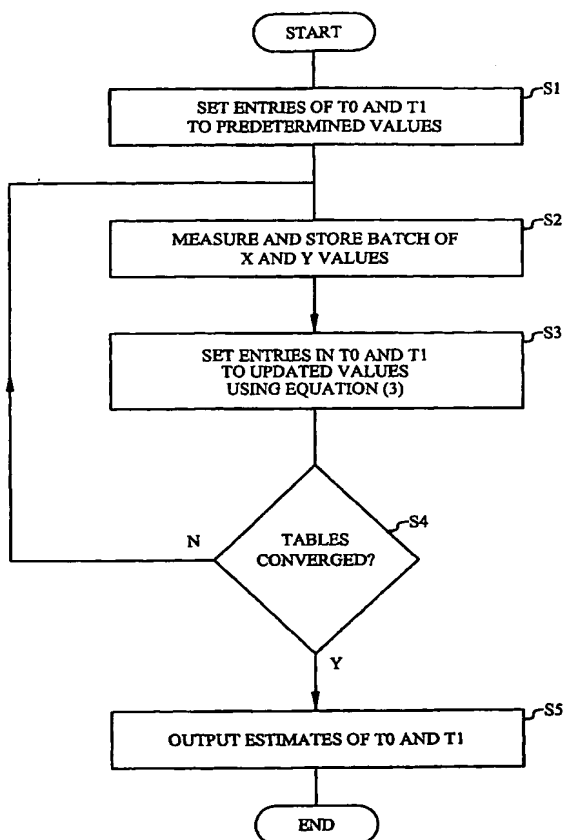 START
S1
SET ENTRIES OF T0 AND T1
TO PREDETERMINED VALUES
S2
MEASURE AND STORE BATCH OF
X AND Y VALUES
S3
SET ENTRIES IN T0 AND T1
TO UPDATED VALUES
USING EQUATION (3)
S4
N
TABLES
CONVERGED?
Y
S5
OUTPUT ESTIMATES OF T0 AND T1
END